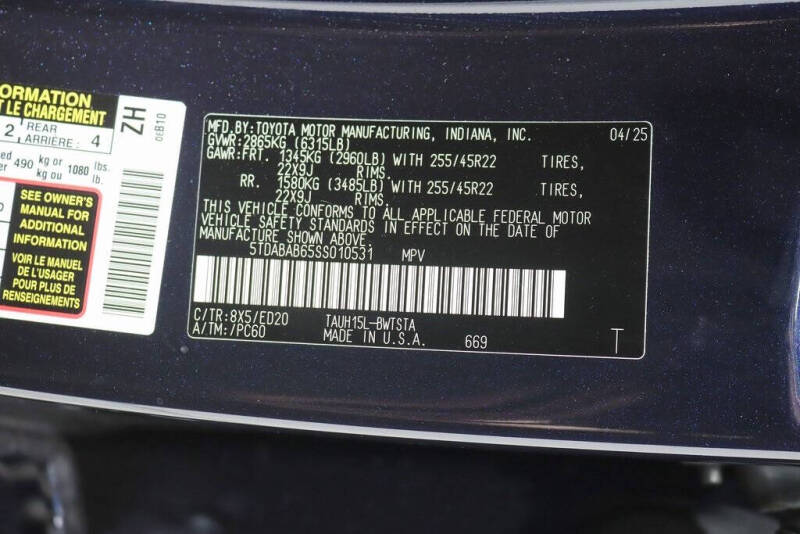 ORMATION
T LE CHARGEMENT
2 REAR ARRIÈRE : 4
490 kg or kg ou 1080 lbs. lb.
SEE OWNER'S
MANUAL FOR
ADDITIONAL
INFORMATION
VOIR LE MANUEL
DE L'USAGER
POUR PLUS DE
RENSEIGNEMENTS
ZH
0EB10
MFD.BY:TOYOTA MOTOR MANUFACTURING, INDIANA, INC. 04/25
GVWR:2865KG (6315LB)
GAWR:FRT. 1345KG (2960LB) WITH 255/45R22 TIRES,
22X9J RIMS.
RR. 1580KG (3485LB) WITH 255/45R22 TIRES,
22X9J RIMS.
THIS VEHICLE CONFORMS TO ALL APPLICABLE FEDERAL MOTOR
VEHICLE SAFETY STANDARDS IN EFFECT ON THE DATE OF
MANUFACTURE SHOWN ABOVE.
5TDABAB65SS010531 MPV
C/TR:8X5/ED20 TAUH15L-BWTSTA
A/TM:/PC60 MADE IN U.S.A. 669 T